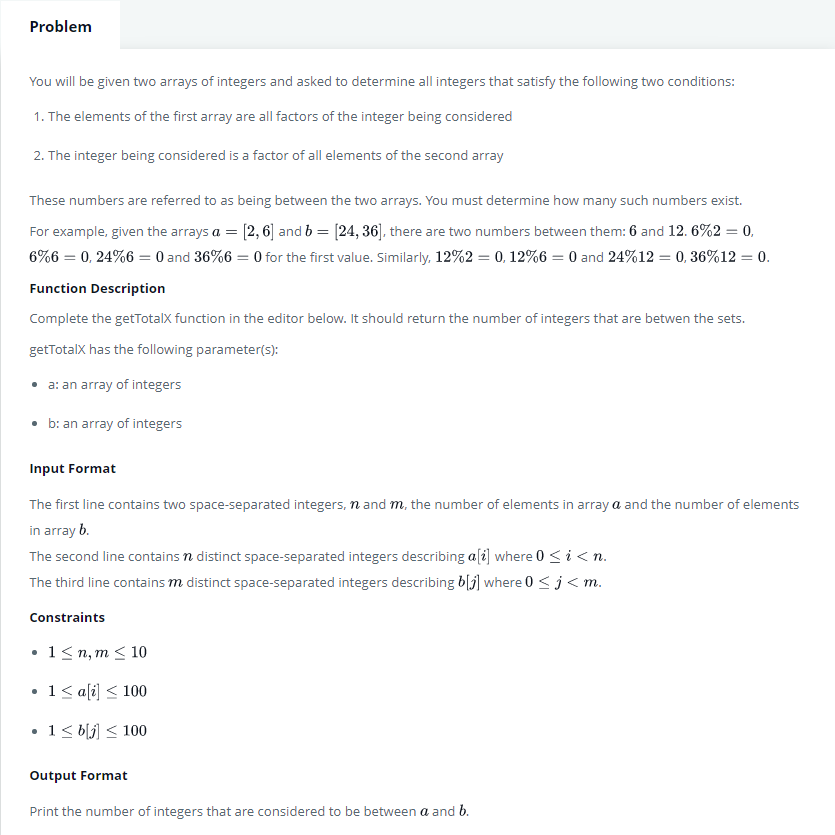 Problem
You will be given two arrays of integers and asked to determine all integers that satisfy the following two conditions:
1. The elements of the first array are all factors of the integer being considered
2. The integer being considered is a factor of all elements of the second array
These numbers are referred to as being between the two arrays. You must determine how many such numbers exist.
For example, given the arrays a = [2, 6] and b = [24, 36], there are two numbers between them: 6 and 12. 6%2 = 0,
6%6 = 0, 24%6 = 0 and 36%6 = 0 for the first value. Similarly, 12%2 = 0, 12%6 = 0 and 24%12 = 0, 36%12 = 0.
Function Description
Complete the getTotalX function in the editor below. It should return the number of integers that are betwen the sets.
getTotalX has the following parameter(s):
• a: an array of integers
• b: an array of integers
Input Format
The first line contains two space-separated integers, n and m, the number of elements in array a and the number of elements
in array b.
The second line contains n distinct space-separated integers describing a[i] where 0 ≤ i < n.
The third line contains m distinct space-separated integers describing b[j] where 0 ≤ j < m.
Constraints
• 1 ≤ n, m ≤ 10
• 1 ≤ a[i] ≤ 100
• 1 ≤ b[j] ≤ 100
Output Format
Print the number of integers that are considered to be between a and b.